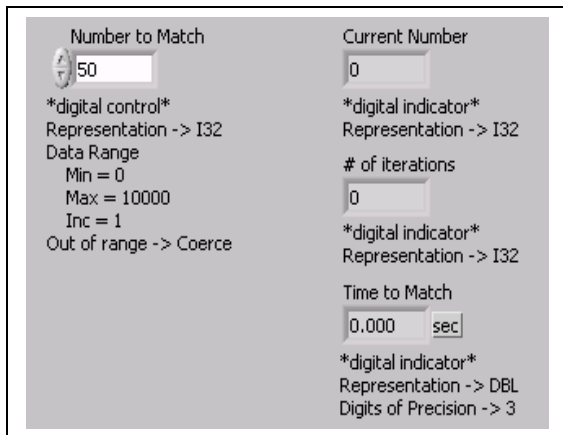 Number to Match
50
*digital control*
Representation -> I32
Data Range
Min = 0
Max = 10000
Inc = 1
Out of range -> Coerce
Current Number
0
*digital indicator*
Representation -> I32
# of iterations
0
*digital indicator*
Representation -> I32
Time to Match
0.000 sec
*digital indicator*
Representation -> DBL
Digits of Precision -> 3